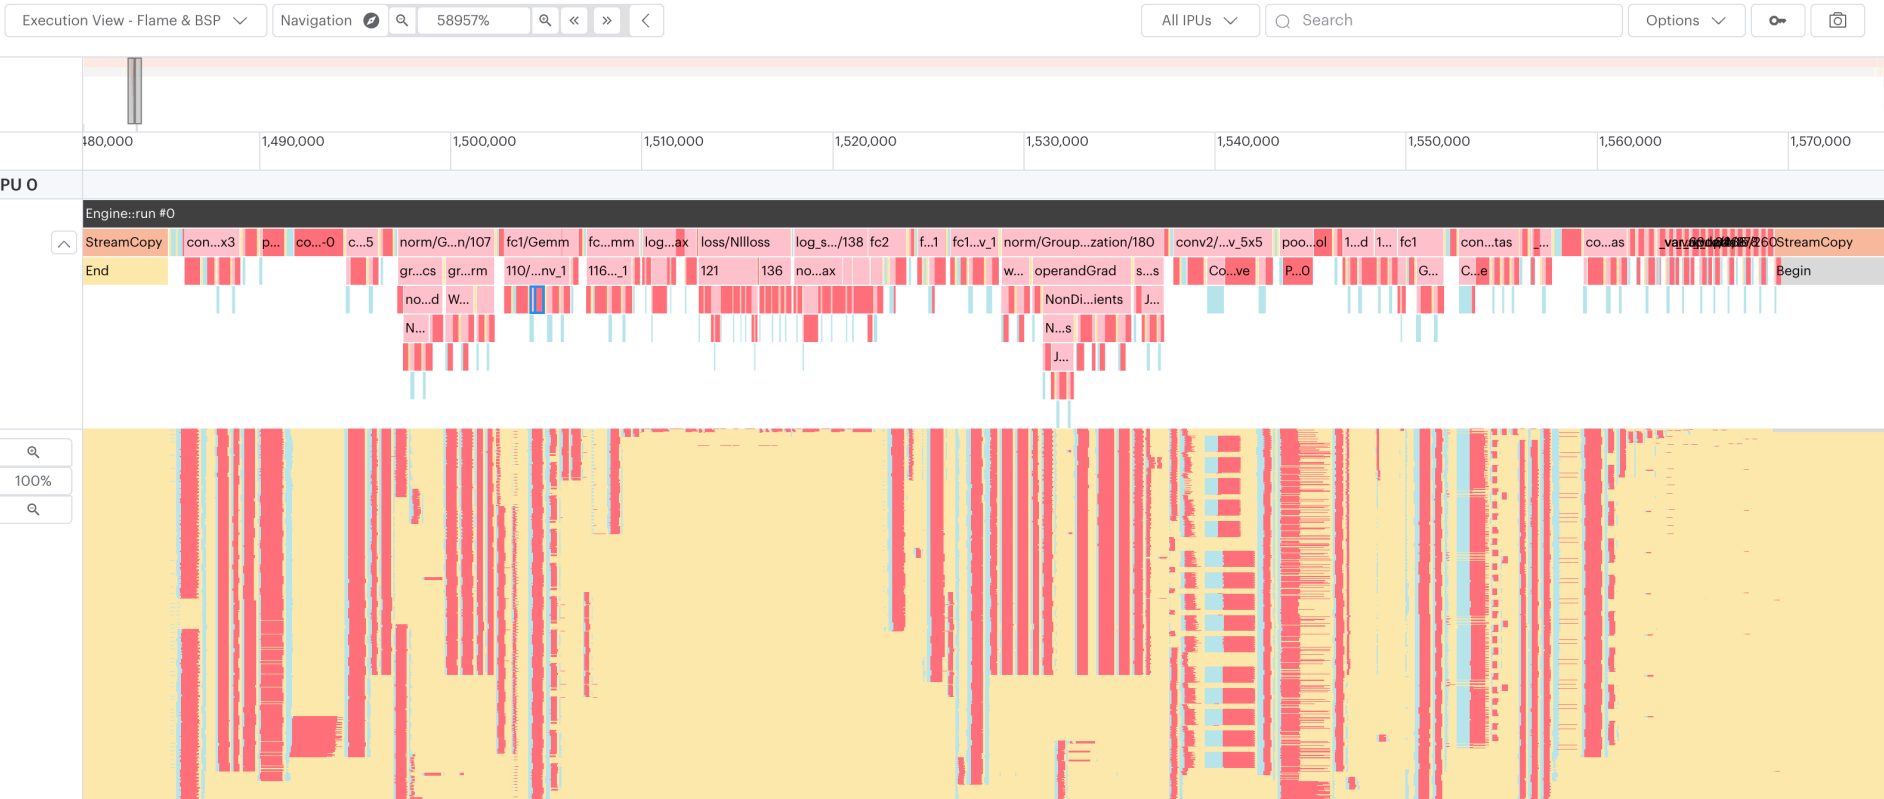 Execution View - Flame & BSP Navigation 58957% All IPUs Search Options
480,000 1,490,000 1,500,000 1,510,000 1,520,000 1,530,000 1,540,000 1,550,000 1,560,000 1,570,000
PU 0
Engine::run #0
StreamCopy con...x3 p... co...-0 c...5 norm/G...n/107 fc1/Gemm fc...mm log...ax loss/Nllloss log_s.../138 fc2 f...1 fc1...v_1 norm/Group...zation/180 conv2/...v_5x5 poo...ol 1...d 1... fc1 con...tas _... co...as StreamCopy
End gr...cs gr...rm 110/...nv_1 116..._1 121 136 no...ax w... operandGrad s...s Co...ve P...0 G... C...e Begin
no...d W... NonDi...ients J...
N... N...s
J...
100%